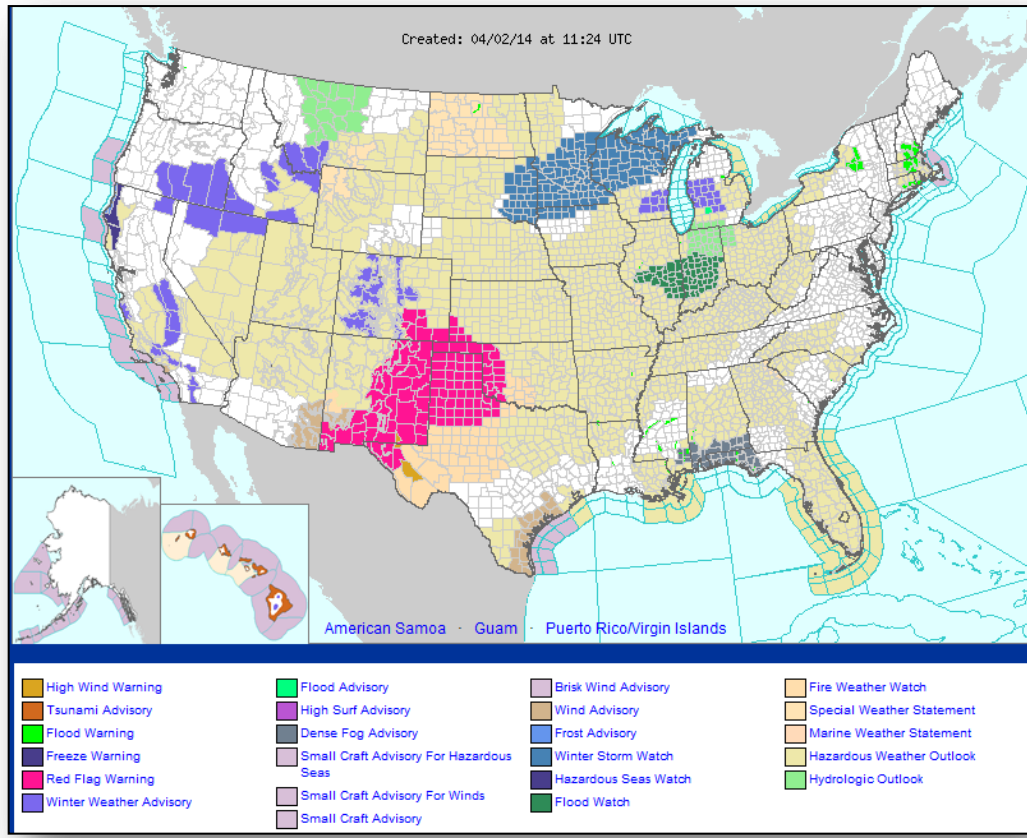 Created: 04/02/14 at 11:24 UTC
American Samoa - Guam - Puerto Rico/Virgin Islands
High Wind Warning
Tsunami Advisory
Flood Warning
Freeze Warning
Red Flag Warning
Winter Weather Advisory
Flood Advisory
High Surf Advisory
Dense Fog Advisory
Small Craft Advisory For Hazardous
Seas
Small Craft Advisory For Winds
Small Craft Advisory
Brisk Wind Advisory
Wind Advisory
Frost Advisory
Winter Storm Watch
Hazardous Seas Watch
Flood Watch
Fire Weather Watch
Special Weather Statement
Marine Weather Statement
Hazardous Weather Outlook
Hydrologic Outlook